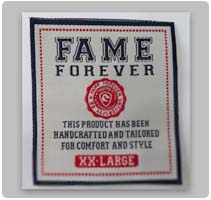 FAME
FOREVER
THIS PRODUCT HAS BEEN
HANDCRAFTED AND TAILORED
FOR COMFORT AND STYLE
XX-LARGE